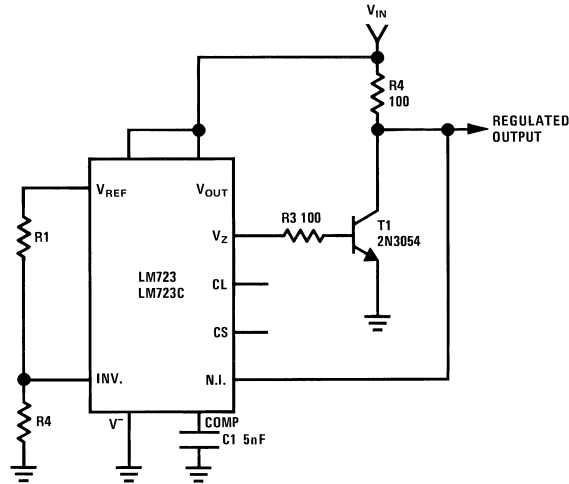 VIN
R4
100
REGULATED
OUTPUT
VREF
VOUT
R1
R3 100
T1
2N3054
VZ
LM723
LM723C
CL
CS
INV.
N.I.
R4
V−
COMP
C1 5nF